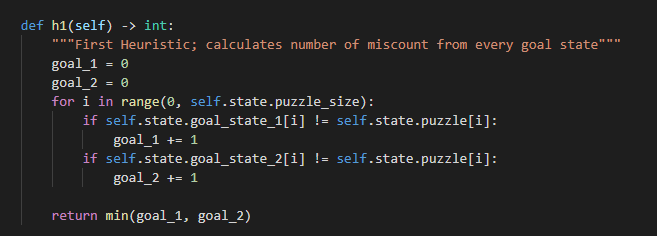 def h1(self) -> int:
    """First Heuristic; calculates number of miscount from every goal state"""
    goal_1 = 0
    goal_2 = 0
    for i in range(0, self.state.puzzle_size):
        if self.state.goal_state_1[i] != self.state.puzzle[i]:
            goal_1 += 1
        if self.state.goal_state_2[i] != self.state.puzzle[i]:
            goal_2 += 1
    return min(goal_1, goal_2)